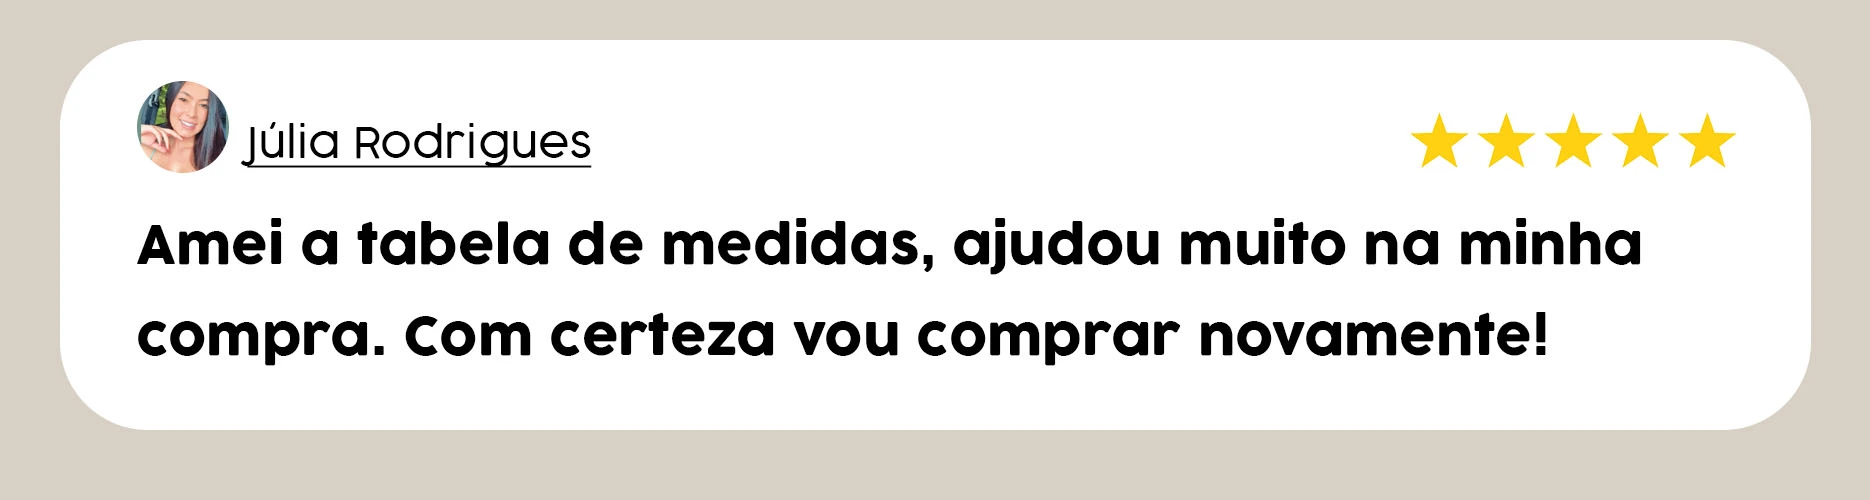 Júlia Rodrigues
Amei a tabela de medidas, ajudou muito na minha
compra. Com certeza vou comprar novamente!